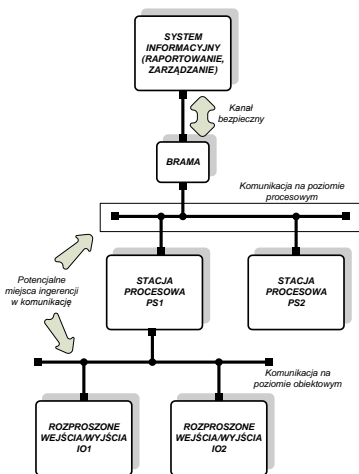 SYSTEM
INFORMACYJNY
(RAPORTOWANIE,
ZARZĄDZANIE)
Kanał
bezpieczny
BRAMA
Komunikacja na poziomie
procesowym
Potencjalne
miejsca ingerencji
w komunikację
STACJA
PROCESOWA
PS1
STACJA
PROCESOWA
PS2
Komunikacja na
poziomie obiektowym
ROZPROSZONE
WEJŚCIA/WYJŚCIA
IO1
ROZPROSZONE
WEJŚCIA/WYJŚCIA
IO2